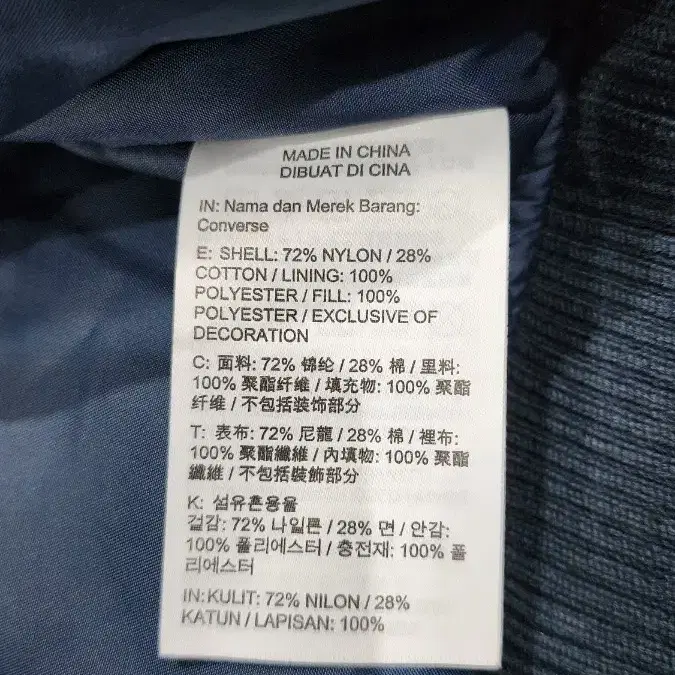 MADE IN CHINA
DIBUAT DI CINA
IN: Nama dan Merek Barang:
Converse
E: SHELL: 72% NYLON / 28%
COTTON / LINING: 100%
POLYESTER / FILL: 100%
POLYESTER / EXCLUSIVE OF
DECORATION
C: 面料: 72% 锦纶 / 28% 棉 / 里料:
100% 聚酯纤维 / 填充物: 100% 聚酯
纤维 / 不包括装饰部分
T: 表布: 72% 尼龍 / 28% 棉 / 裡布:
100% 聚酯纖維 / 內填物: 100% 聚酯
纖維 / 不包括裝飾部分
K: 섬유혼용율
겉감: 72% 나일론 / 28% 면 / 안감:
100% 폴리에스터 / 충전재: 100% 폴
리에스터
IN: KULIT: 72% NILON / 28%
KATUN / LAPISAN: 100%